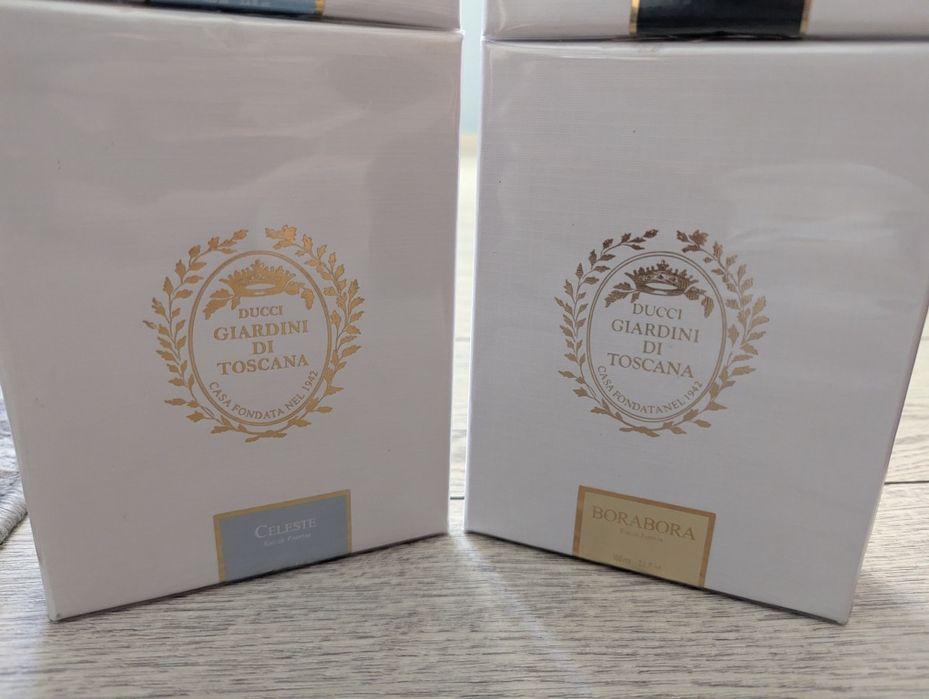 DUCCI
GIARDINI
DI
TOSCANA
CASA FONDATA NEL 1942
CELESTE
EAU DE PARFUM
DUCCI
GIARDINI
DI
TOSCANA
CASA FONDATA NEL 1942
BORABORA
EAU DE PARFUM